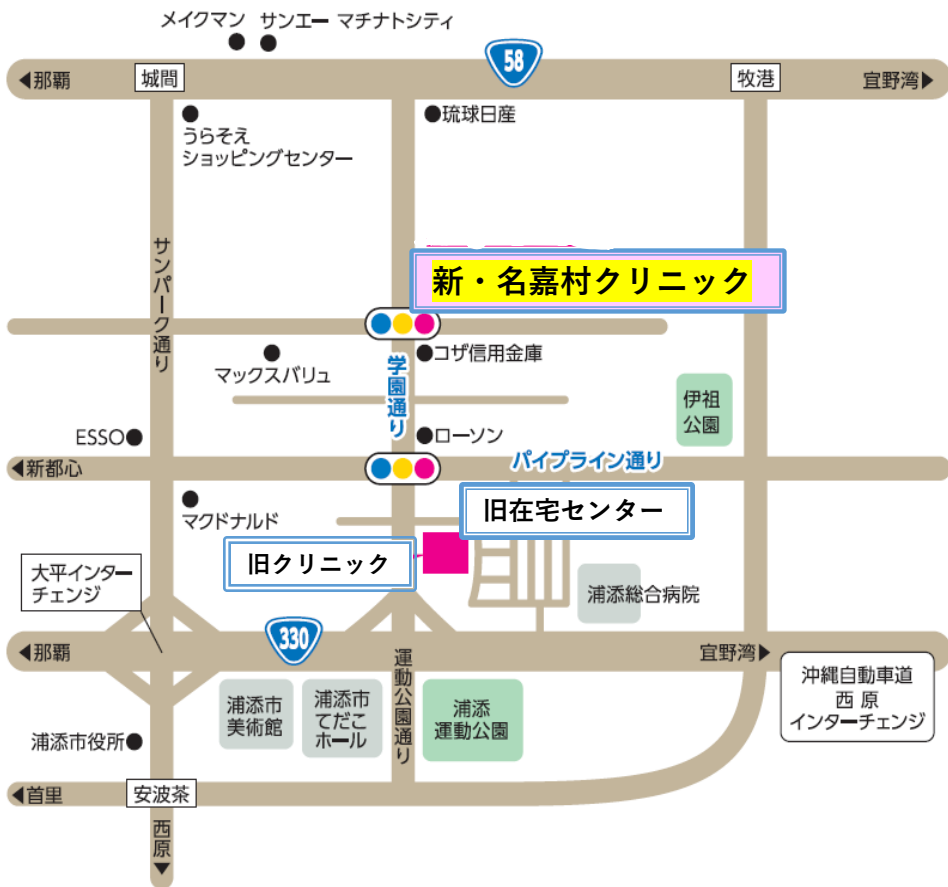 メイクマン
サンエー マチナトシティ
58
◀那覇
城間
牧港
宜野湾▶
●琉球日産
うらそえ
ショッピングセンター
サンパーク通り
新・名嘉村クリニック
●コザ信用金庫
マックスバリュ
学園通り
伊祖
公園
ESSO●
●ローソン
◀新都心
パイプライン通り
マクドナルド
旧在宅センター
旧クリニック
大平インター
チェンジ
浦添総合病院
330
◀那覇
宜野湾▶
運動公園通り
沖縄自動車道
西 原
インターチェンジ
浦添市
美術館
浦添市
てだこ
ホール
浦添
運動公園
浦添市役所●
◀首里
安波茶
西原▼